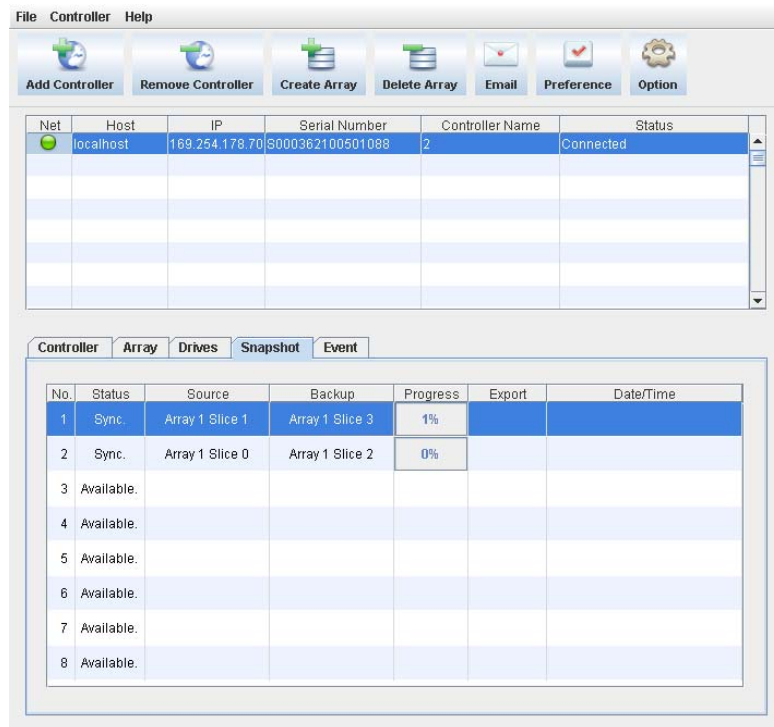 File Controller Help
Add Controller Remove Controller Create Array Delete Array Email Preference Option
Net Host IP Serial Number Controller Name Status
localhost 169.254.178.70 S000362100501088 2 Connected
Controller Array Drives Snapshot Event
No. Status Source Backup Progress Export Date/Time
1 Sync. Array 1 Slice 1 Array 1 Slice 3 1%
2 Sync. Array 1 Slice 0 Array 1 Slice 2 0%
3 Available.
4 Available.
5 Available.
6 Available.
7 Available.
8 Available.